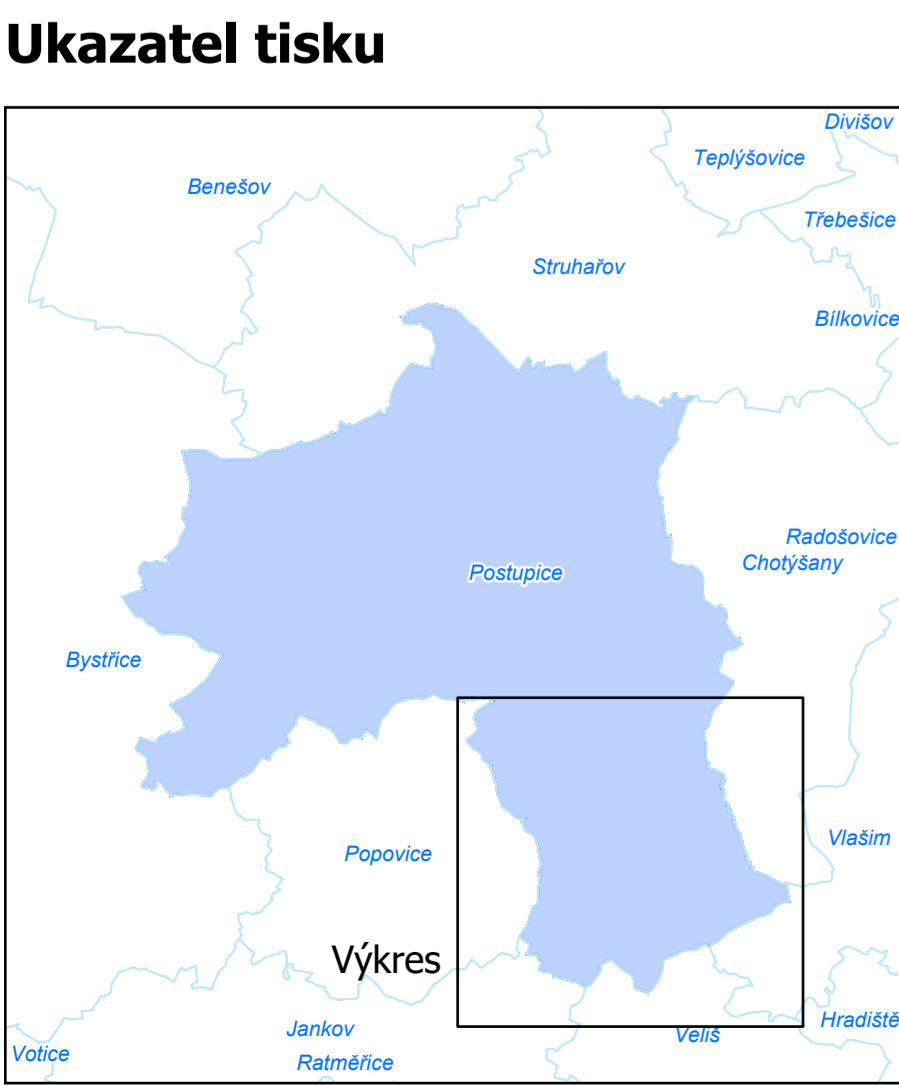 Ukazatel tisku
Divišov
Teplýšovice
Benešov
Třebešice
Struhařov
Bílkovice
Radošovice
Chotýšany
Postupice
Bystřice
Vlašim
Popovice
Výkres
Hradiště
Jankov
Veliš
Votice
Ratměřice